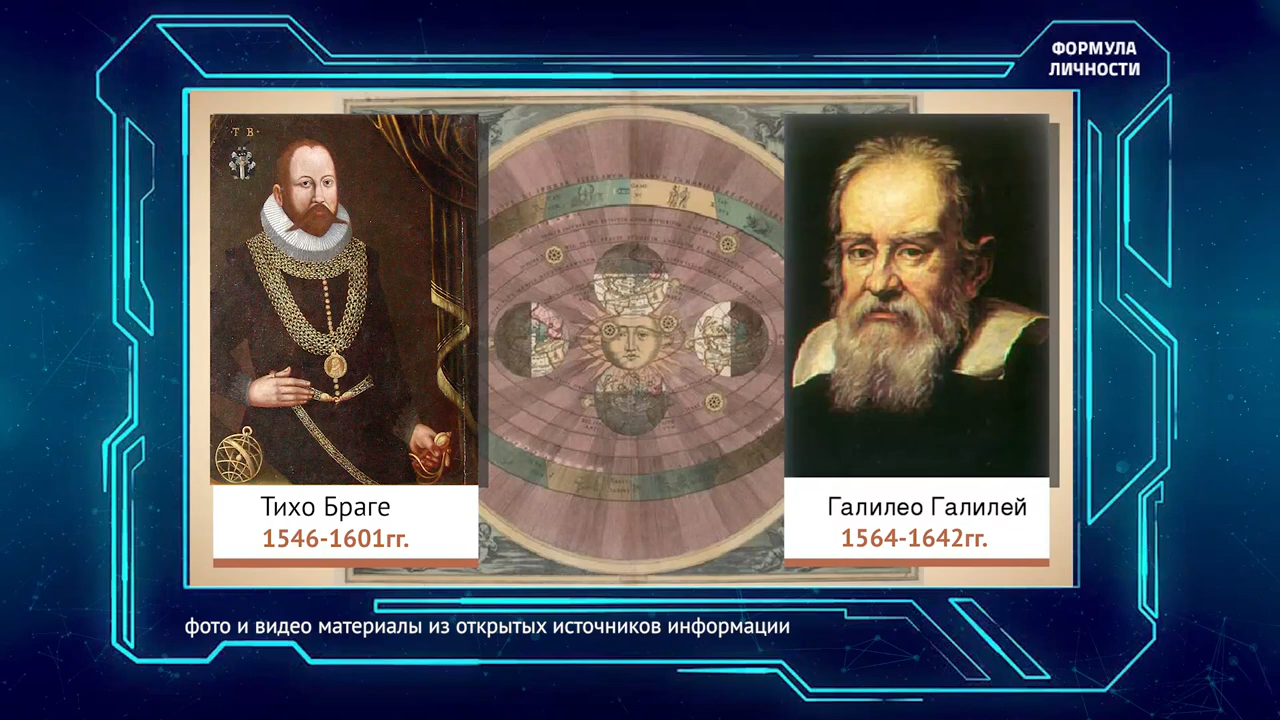 ФОРМУЛА
ЛИЧНОСТИ
· T B ·
Тихо Браге
1546-1601гг.
Галилео Галилей
1564-1642гг.
фото и видео материалы из открытых источников информации